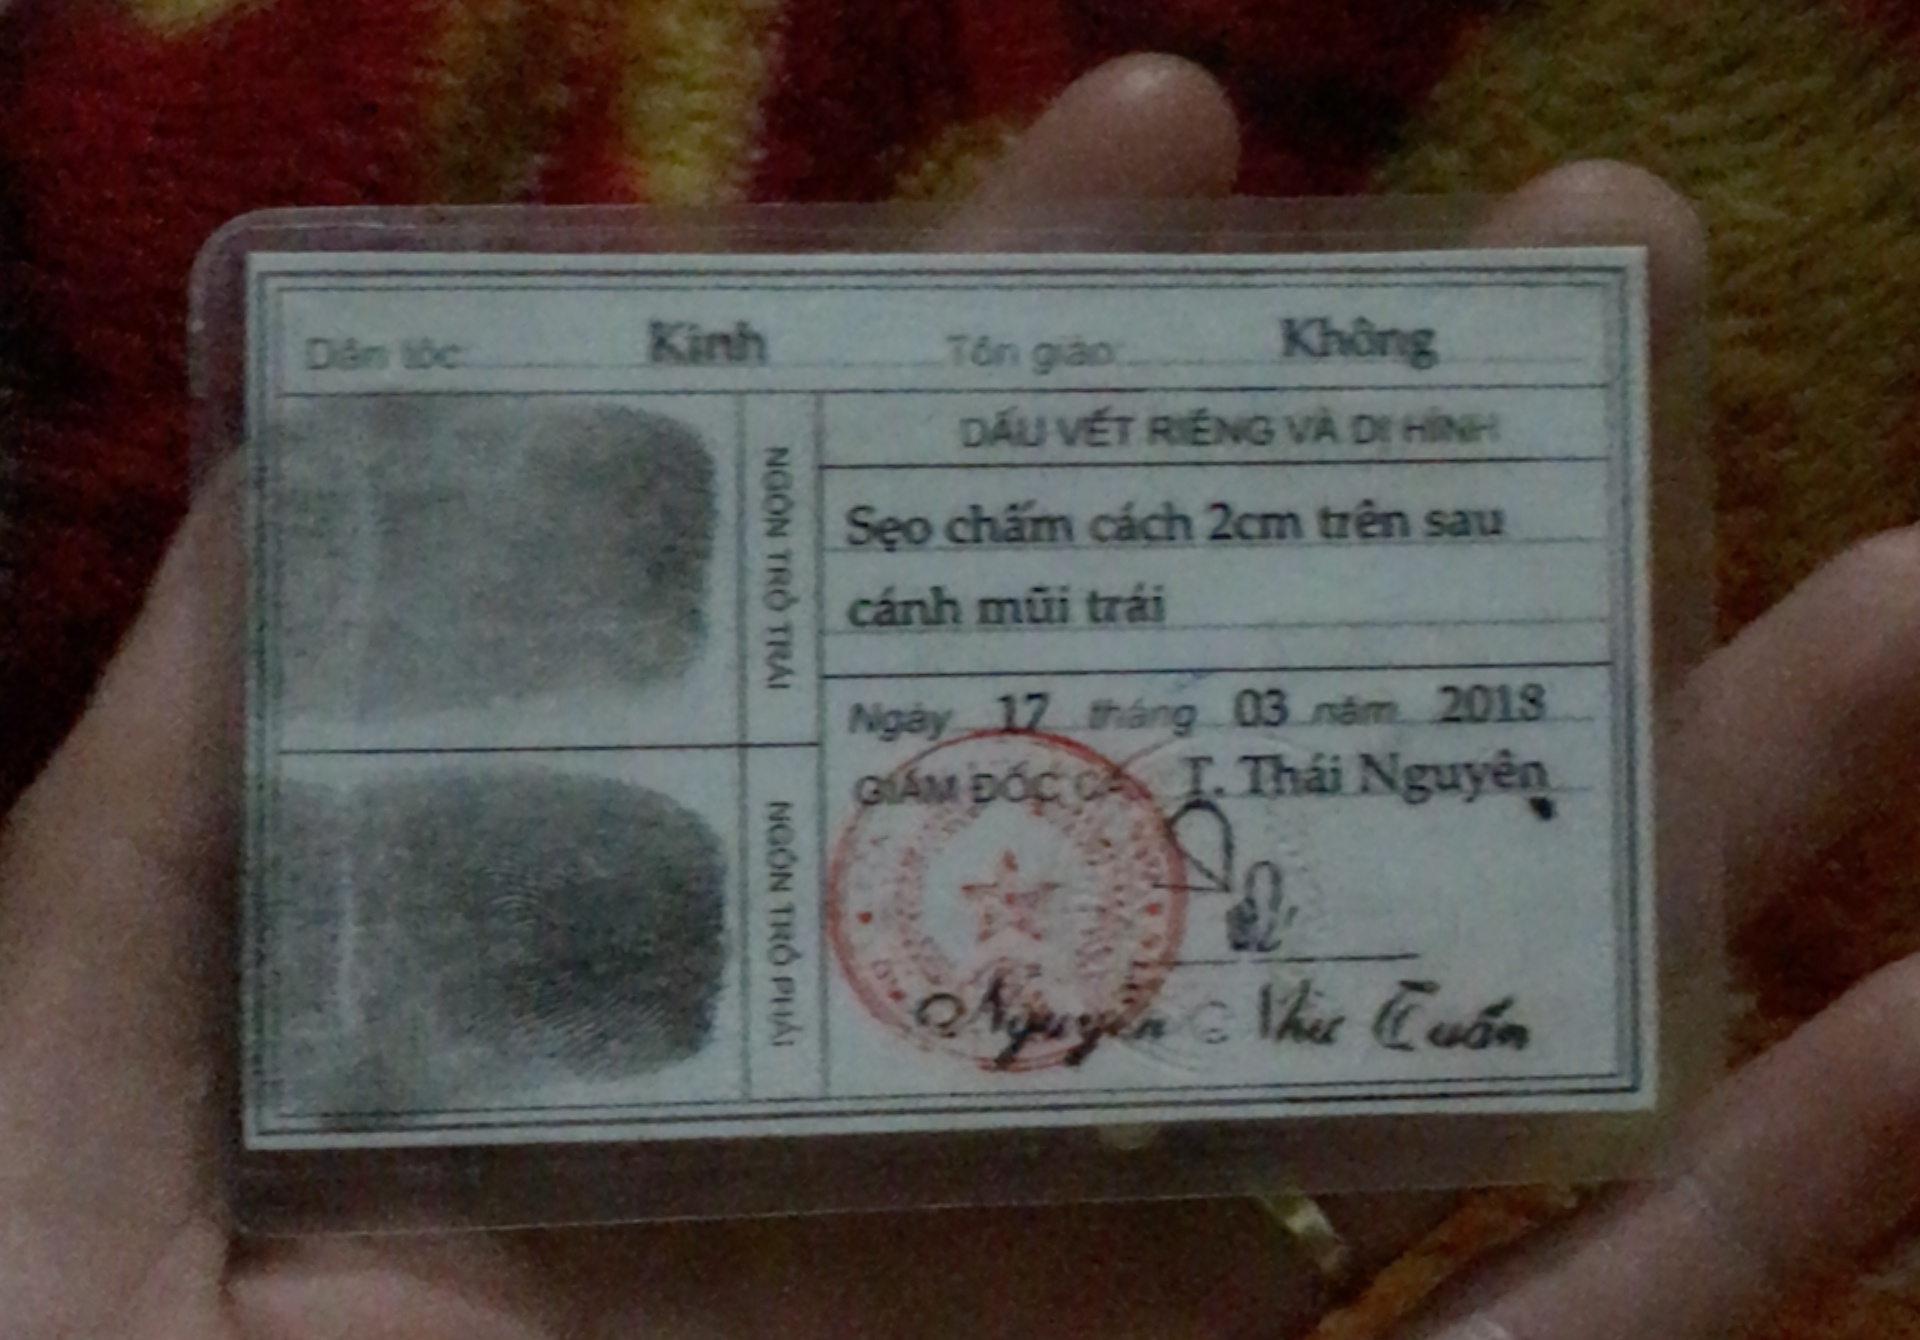 Dân tộc: Kinh Tôn giáo: Không
NGÓN TRỎ TRÁI
DẤU VẾT RIÊNG VÀ DỊ HÌNH
Sẹo chấm cách 2cm trên sau
cánh mũi trái
Ngày 17 tháng 03 năm 2018
GIÁM ĐỐC CA T. Thái Nguyên
NGÓN TRỎ PHẢI
Nguyễn Như Tuấn